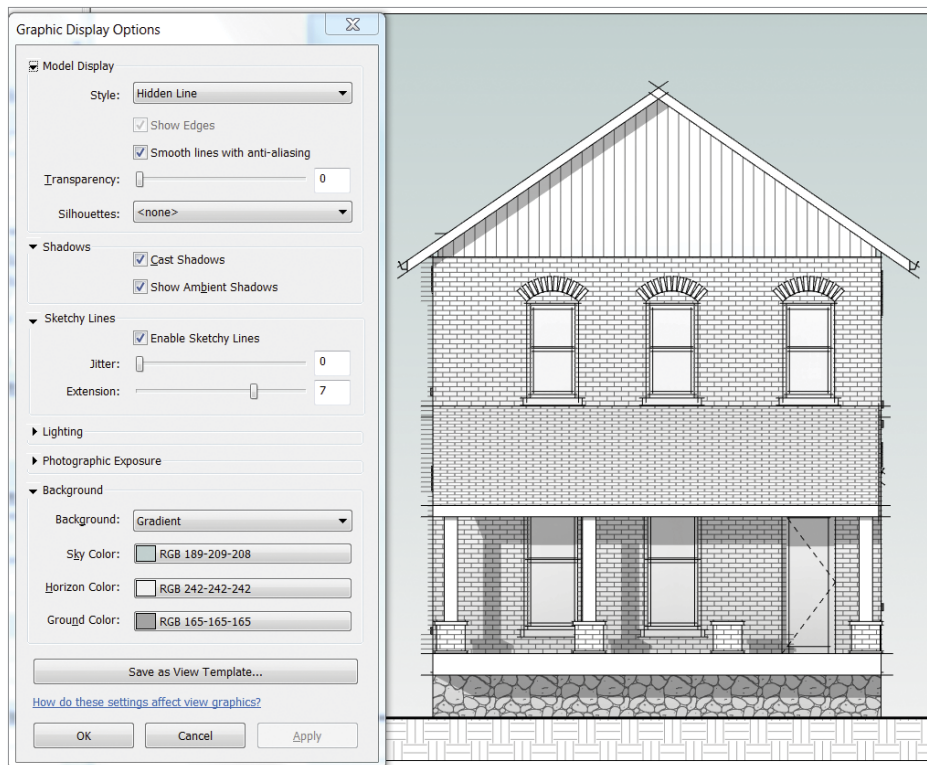 Graphic Display Options
Model Display
Style: Hidden Line
Show Edges
Smooth lines with anti-aliasing
Transparency: 0
Silhouettes: <none>
Shadows
Cast Shadows
Show Ambient Shadows
Sketchy Lines
Enable Sketchy Lines
Jitter: 0
Extension: 7
Lighting
Photographic Exposure
Background
Background: Gradient
Sky Color: RGB 189-209-208
Horizon Color: RGB 242-242-242
Ground Color: RGB 165-165-165
Save as View Template...
How do these settings affect view graphics?
OK Cancel Apply